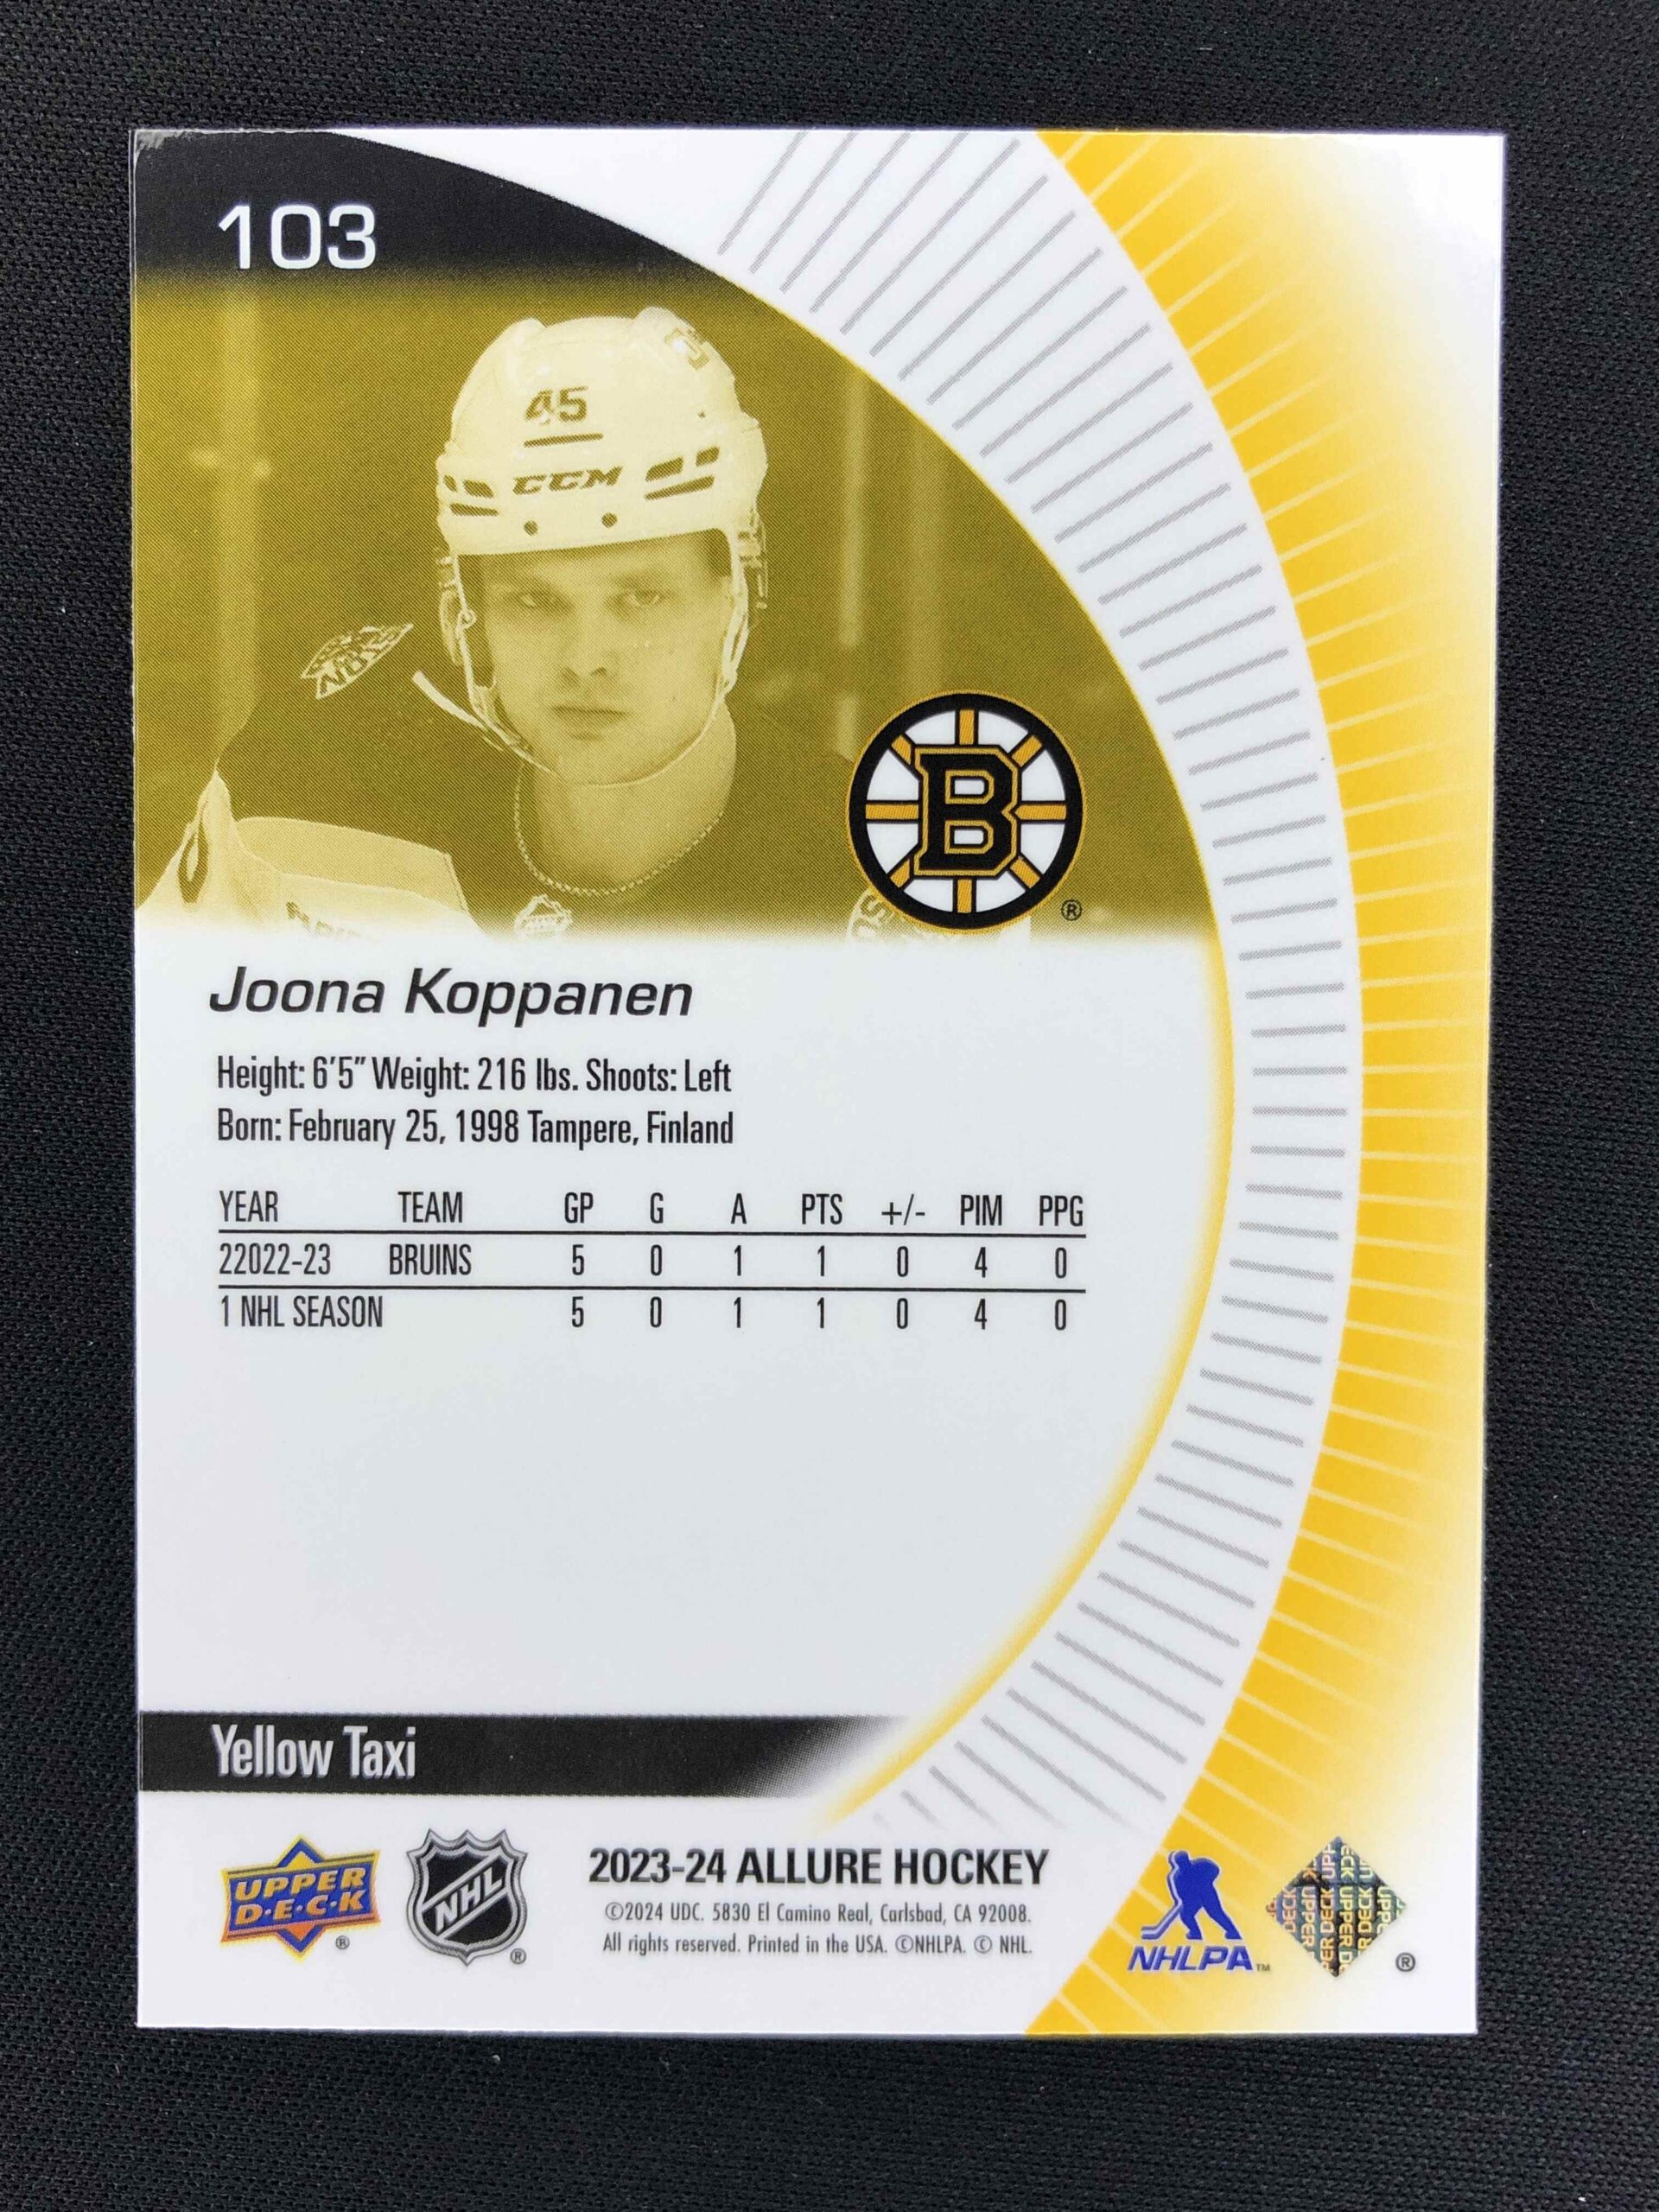 103
45
CCM
B
®
Joona Koppanen
Height: 6'5" Weight: 216 lbs. Shoots: Left
Born: February 25, 1998 Tampere, Finland
YEAR TEAM GP G A PTS +/- PIM PPG
22022-23 BRUINS 5 0 1 1 0 4 0
1 NHL SEASON 5 0 1 1 0 4 0
Yellow Taxi
UPPER
D•E•C•K
®
NHL
®
2023-24 ALLURE HOCKEY
©2024 UDC. 5830 El Camino Real, Carlsbad, CA 92008.
All rights reserved. Printed in the USA. ©NHLPA. © NHL.
NHLPA™
UPPER DECK
®